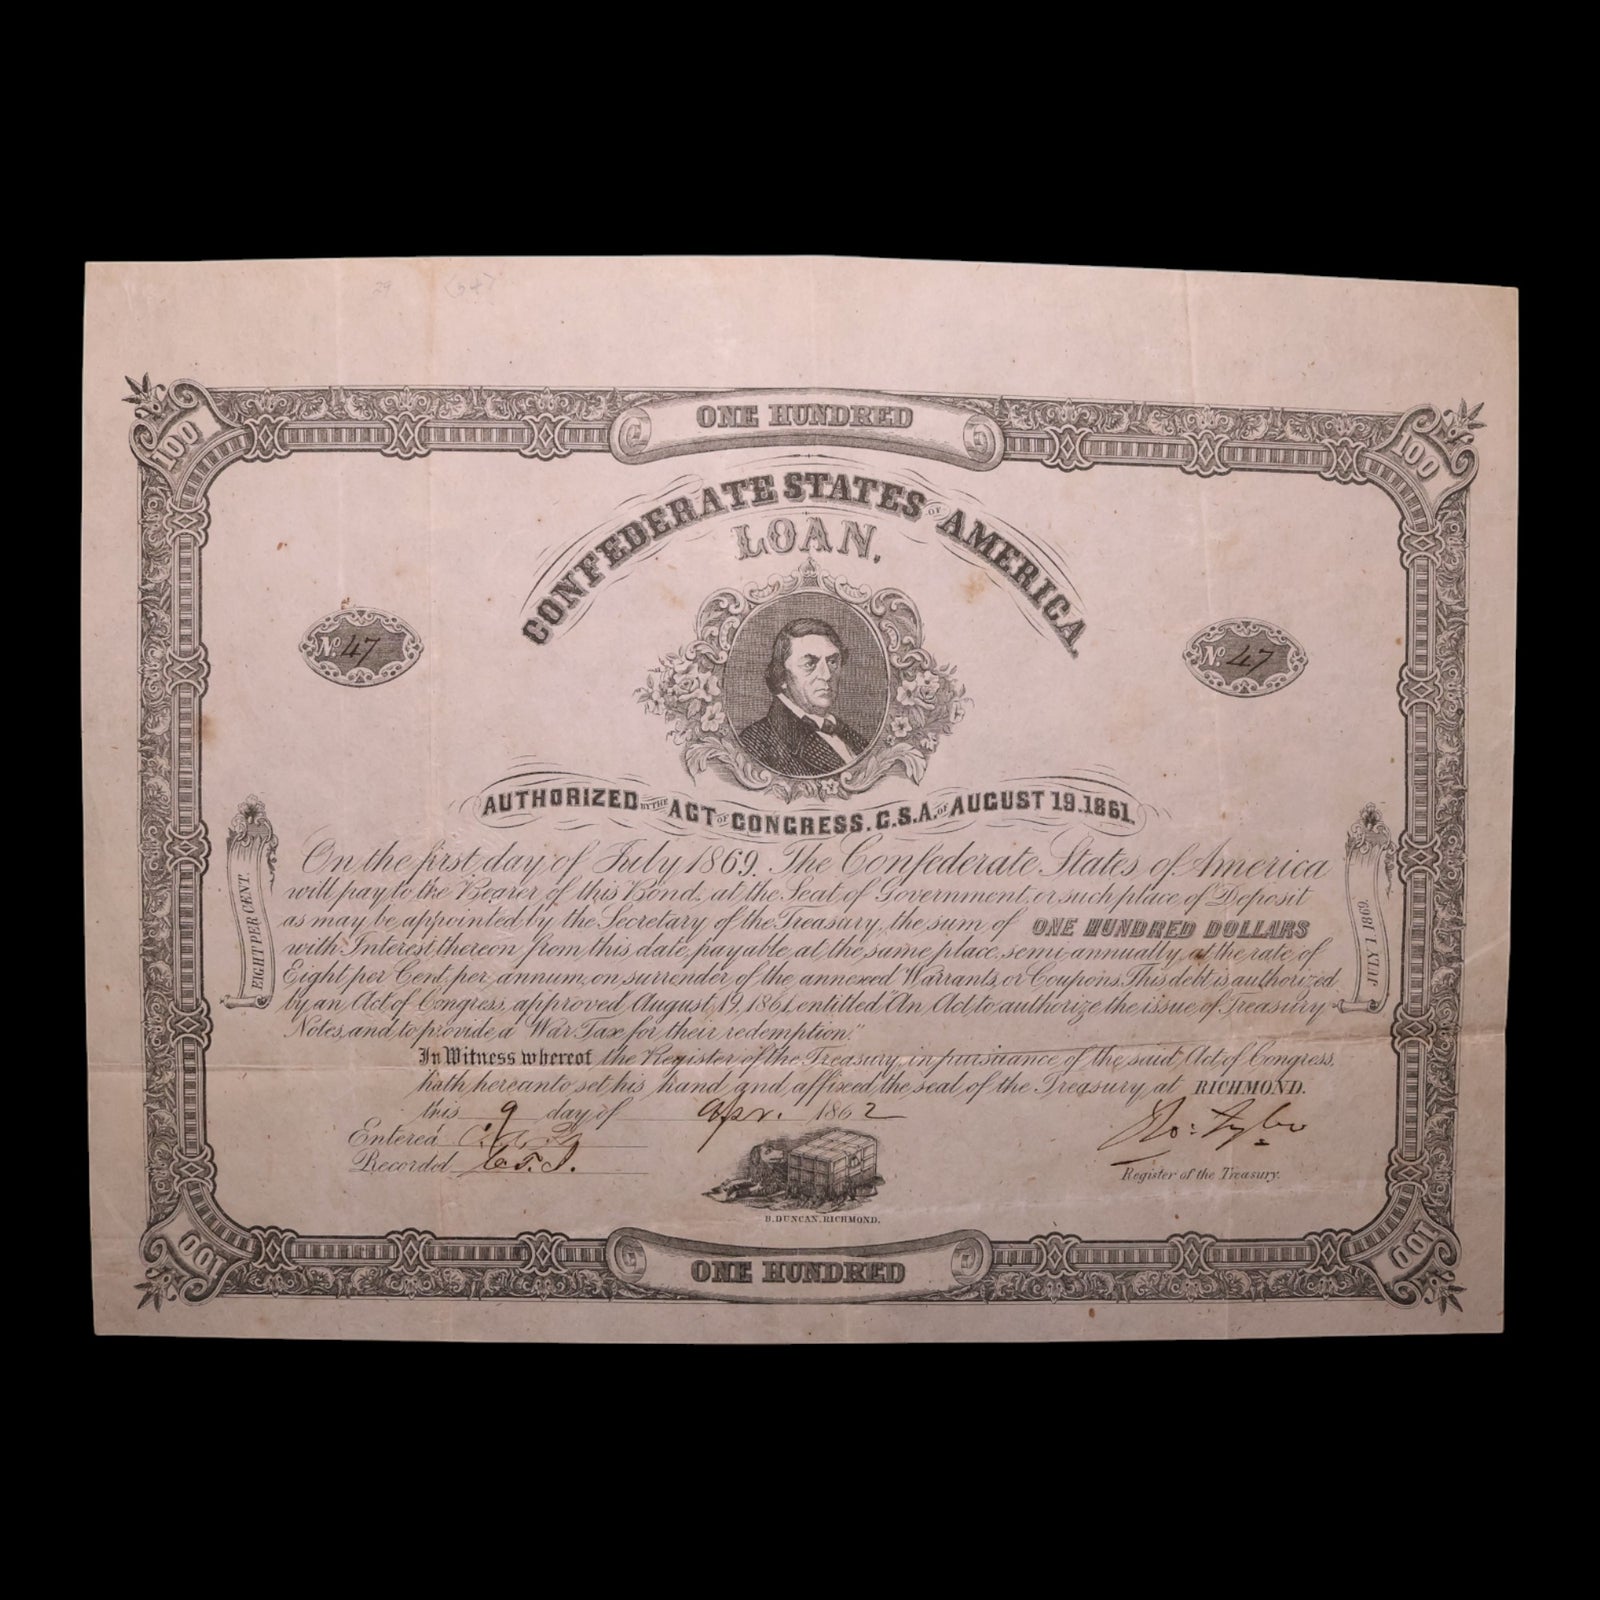 29
ONE HUNDRED
100
100
CONFEDERATE STATES OF AMERICA
LOAN.
No. 47
No. 47
AUTHORIZED BY THE ACT OF CONGRESS. C.S.A. OF AUGUST 19.1861.
On the first day of July 1869. The Confederate States of America
will pay to the Bearer of this Bond, at the Seat of Government, or such place of Deposit
as may be appointed by the Secretary of the Treasury, the sum of ONE HUNDRED DOLLARS
with Interest thereon from this date, payable at the same place, semi-annually, at the rate of
Eight per Cent, per annum, on surrender of the annexed Warrants, or Coupons. This debt is authorized
by an Act of Congress, approved August, 19, 1861, entitled "An Act, to authorize the issue of Treasury
Notes, and to provide a War Tax for their redemption."
EIGHT PER CENT.
JULY 1. 1869.
In Witness whereof the Register of the Treasury, in pursuance of the said, Act of Congress,
hath hereunto set his hand, and affixed the seal, of the Treasury, at RICHMOND.
this 9 day of Apr. 1862
Entered
Recorded C.T.J.
Ro: Tyler
Register of the Treasury.
B. DUNCAN. RICHMOND.
100
ONE HUNDRED
100